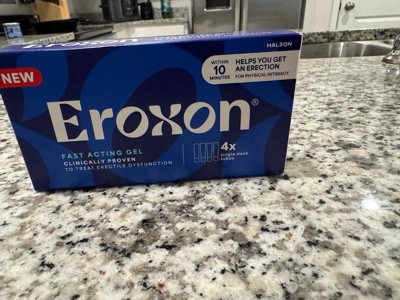 HALEON
NEW
WITHIN
10
MINUTES
HELPS YOU GET
AN ERECTION
FOR PHYSICAL INTIMACY
Eroxon®
FAST ACTING GEL
CLINICALLY PROVEN
TO TREAT ERECTILE DYSFUNCTION
4x
single dose
tubes